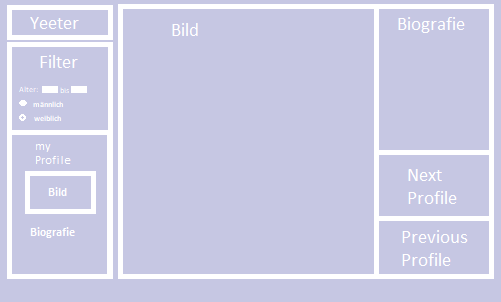 Yeeter
Filter
Alter: bis
männlich
weiblich
my
Profile
Bild
Biografie
Bild
Biografie
Next
Profile
Previous
Profile